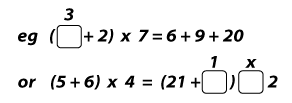 3
eg (□ + 2) x 7 = 6 + 9 + 20
1 x
or (5 + 6) x 4 = (21 + □ ) □ 2